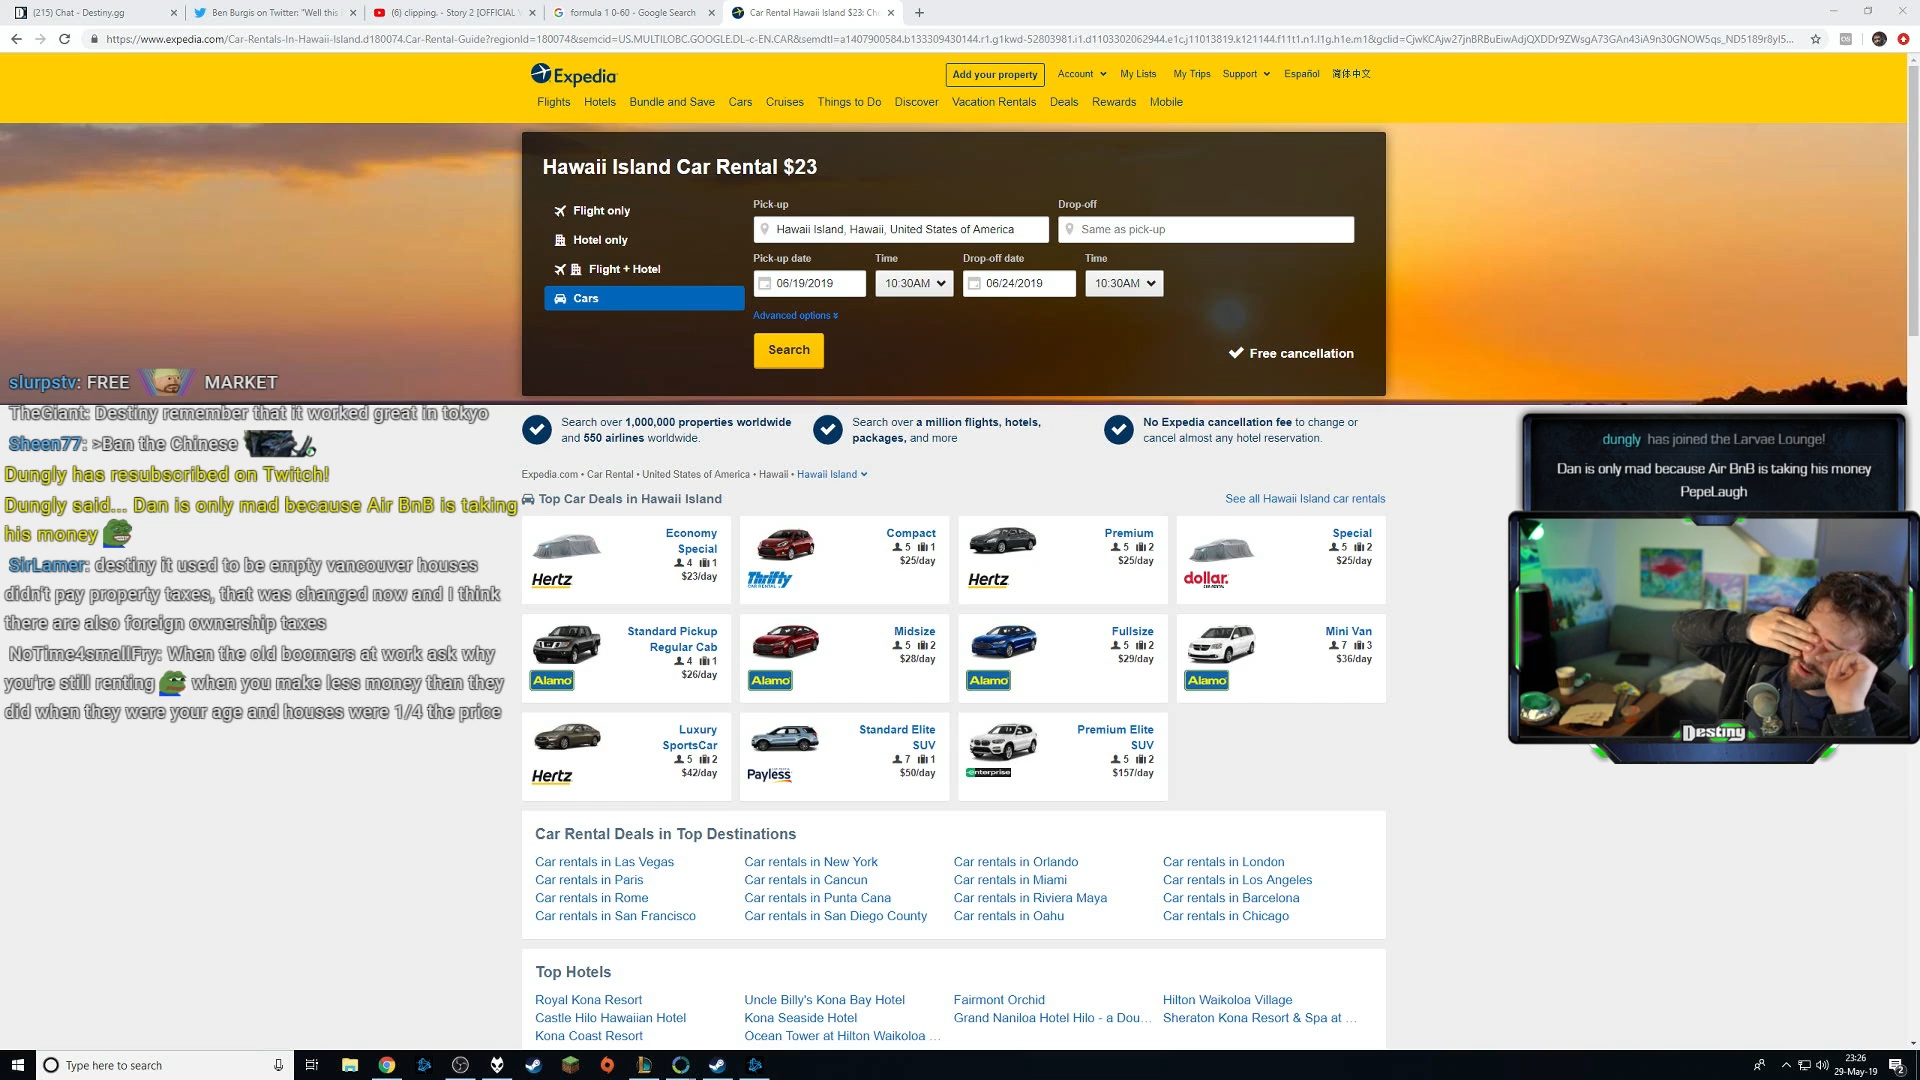 (215) Chat - Destiny.gg
Ben Burgis on Twitter: "Well this
(6) clipping. - Story 2 [OFFICIAL V
formula 1 0-60 - Google Search
Car Rental Hawaii Island $23: Che
Expedia
Add your property
Account
My Lists
My Trips
Support
Español
简体中文
Flights
Hotels
Bundle and Save
Cars
Cruises
Things to Do
Discover
Vacation Rentals
Deals
Rewards
Mobile
Hawaii Island Car Rental $23
Flight only
Hotel only
Flight + Hotel
Cars
Pick-up
Drop-off
Hawaii Island, Hawaii, United States of America
Same as pick-up
Pick-up date
Time
Drop-off date
Time
06/19/2019
10:30AM
06/24/2019
10:30AM
Advanced options
Search
Free cancellation
slurpstv: FREE MARKET
TheGiant: Destiny remember that it worked great in tokyo
Sheen77: >Ban the Chinese
Dungly has resubscribed on Twitch!
Dungly said... Dan is only mad because Air BnB is taking
his money
SirLamer: destiny it used to be empty vancouver houses
didn't pay property taxes, that was changed now and I think
there are also foreign ownership taxes
NoTime4smallFry: When the old boomers at work ask why
you're still renting when you make less money than they
did when they were your age and houses were 1/4 the price
Search over 1,000,000 properties worldwide
and 550 airlines worldwide.
Search over a million flights, hotels,
packages, and more
No Expedia cancellation fee to change or
cancel almost any hotel reservation.
Expedia.com • Car Rental • United States of America • Hawaii • Hawaii Island
Top Car Deals in Hawaii Island
See all Hawaii Island car rentals
Economy
Special
4 1
$23/day
Hertz
Compact
5 1
$25/day
Thrifty
CAR RENTAL
Premium
5 2
$25/day
Hertz
Special
5 2
$25/day
dollar.
Standard Pickup
Regular Cab
4 1
$26/day
Alamo
Midsize
5 2
$28/day
Alamo
Fullsize
5 2
$29/day
Alamo
Mini Van
7 3
$36/day
Alamo
Luxury
SportsCar
5 2
$42/day
Hertz
Standard Elite
SUV
7 1
$50/day
Payless
Premium Elite
SUV
5 2
$157/day
enterprise
Car Rental Deals in Top Destinations
Car rentals in Las Vegas
Car rentals in New York
Car rentals in Orlando
Car rentals in London
Car rentals in Paris
Car rentals in Cancun
Car rentals in Miami
Car rentals in Los Angeles
Car rentals in Rome
Car rentals in Punta Cana
Car rentals in Riviera Maya
Car rentals in Barcelona
Car rentals in San Francisco
Car rentals in San Diego County
Car rentals in Oahu
Car rentals in Chicago
Top Hotels
Royal Kona Resort
Uncle Billy's Kona Bay Hotel
Fairmont Orchid
Hilton Waikoloa Village
Castle Hilo Hawaiian Hotel
Kona Seaside Hotel
Grand Naniloa Hotel Hilo - a Dou...
Sheraton Kona Resort & Spa at ...
Kona Coast Resort
Ocean Tower at Hilton Waikoloa ...
dungly has joined the Larvae Lounge!
Dan is only mad because Air BnB is taking his money
PepeLaugh
Destiny
Type here to search
23:26
29-May-19
2